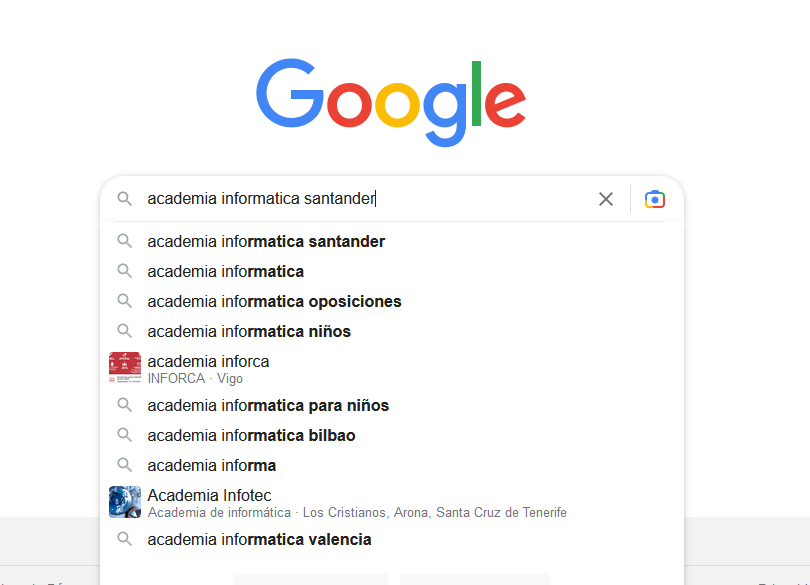 Google
academia informatica santander
academia informatica santander
academia informatica
academia informatica oposiciones
academia informatica niños
academia inforca
INFORCA · Vigo
academia informatica para niños
academia informatica bilbao
academia informa
Academia Infotec
Academia de informática · Los Cristianos, Arona, Santa Cruz de Tenerife
academia informatica valencia